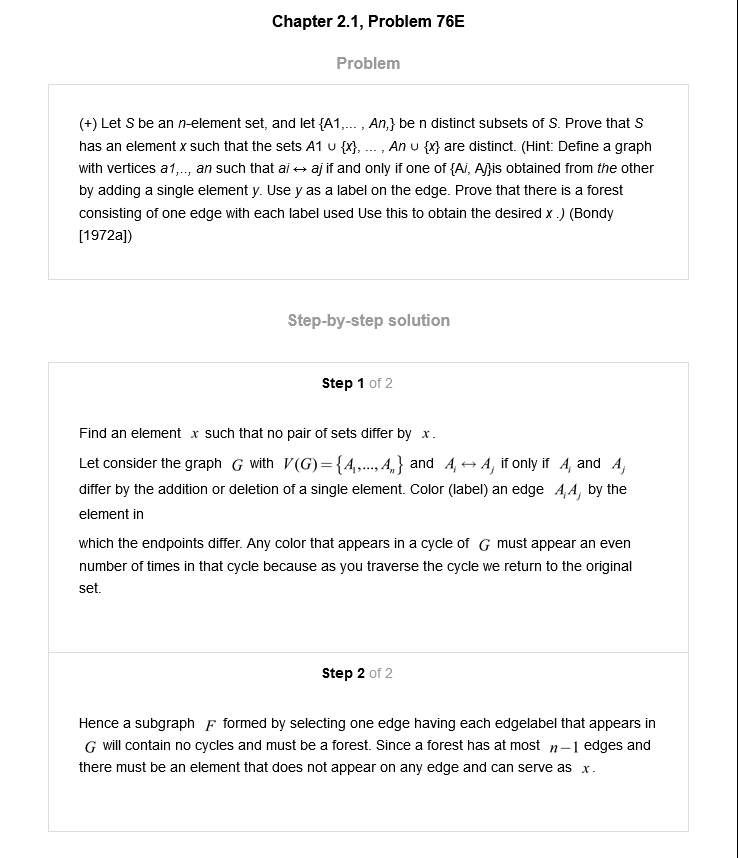 Chapter 2.1, Problem 76E
Problem
(+) Let S be an n-element set, and let {A1,... , An,} be n distinct subsets of S. Prove that S
has an element x such that the sets A1 ∪ {x}, ... , An ∪ {x} are distinct. (Hint: Define a graph
with vertices a1,.., an such that ai ↔ aj if and only if one of {Ai, Aj}is obtained from the other
by adding a single element y. Use y as a label on the edge. Prove that there is a forest
consisting of one edge with each label used Use this to obtain the desired x .) (Bondy
[1972a])
Step-by-step solution
Step 1 of 2
Find an element x such that no pair of sets differ by x.
Let consider the graph G with V(G)={A₁,...,Aₙ} and Aᵢ ↔ Aⱼ if only if Aᵢ and Aⱼ
differ by the addition or deletion of a single element. Color (label) an edge AᵢAⱼ by the
element in
which the endpoints differ. Any color that appears in a cycle of G must appear an even
number of times in that cycle because as you traverse the cycle we return to the original
set.
Step 2 of 2
Hence a subgraph F formed by selecting one edge having each edgelabel that appears in
G will contain no cycles and must be a forest. Since a forest has at most n−1 edges and
there must be an element that does not appear on any edge and can serve as x.